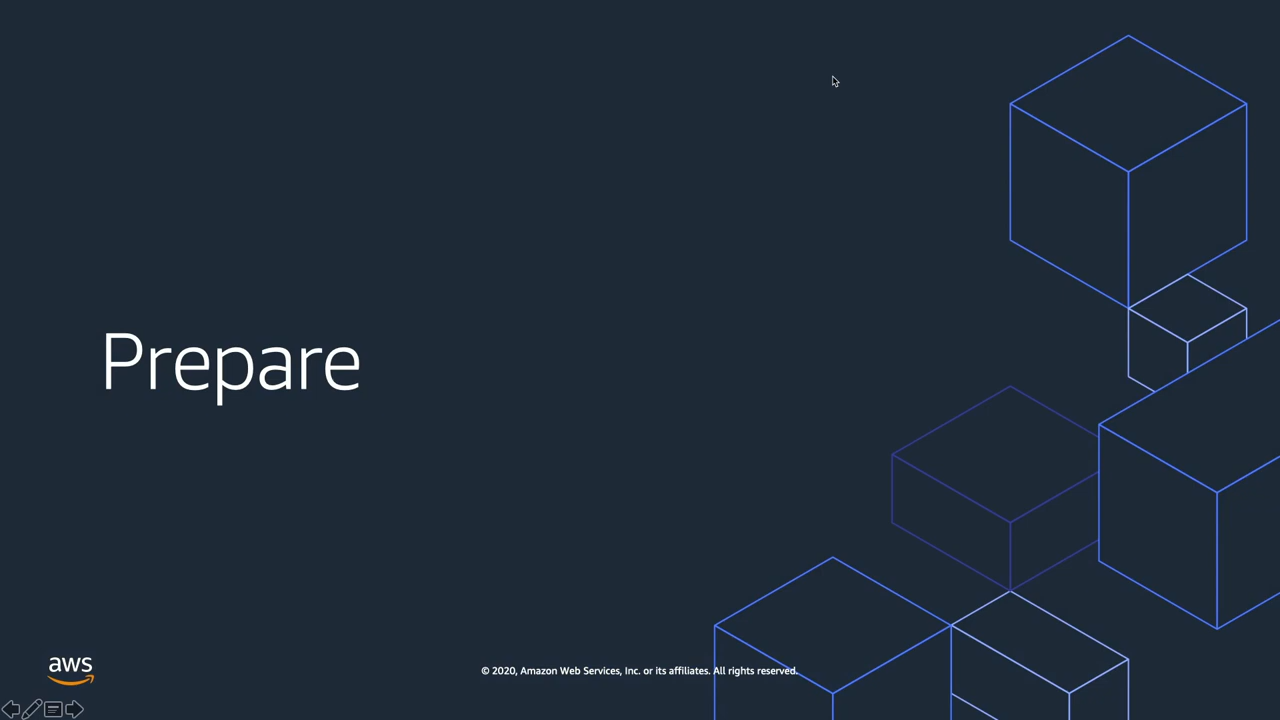 Prepare
aws
© 2020, Amazon Web Services, Inc. or its affiliates. All rights reserved.